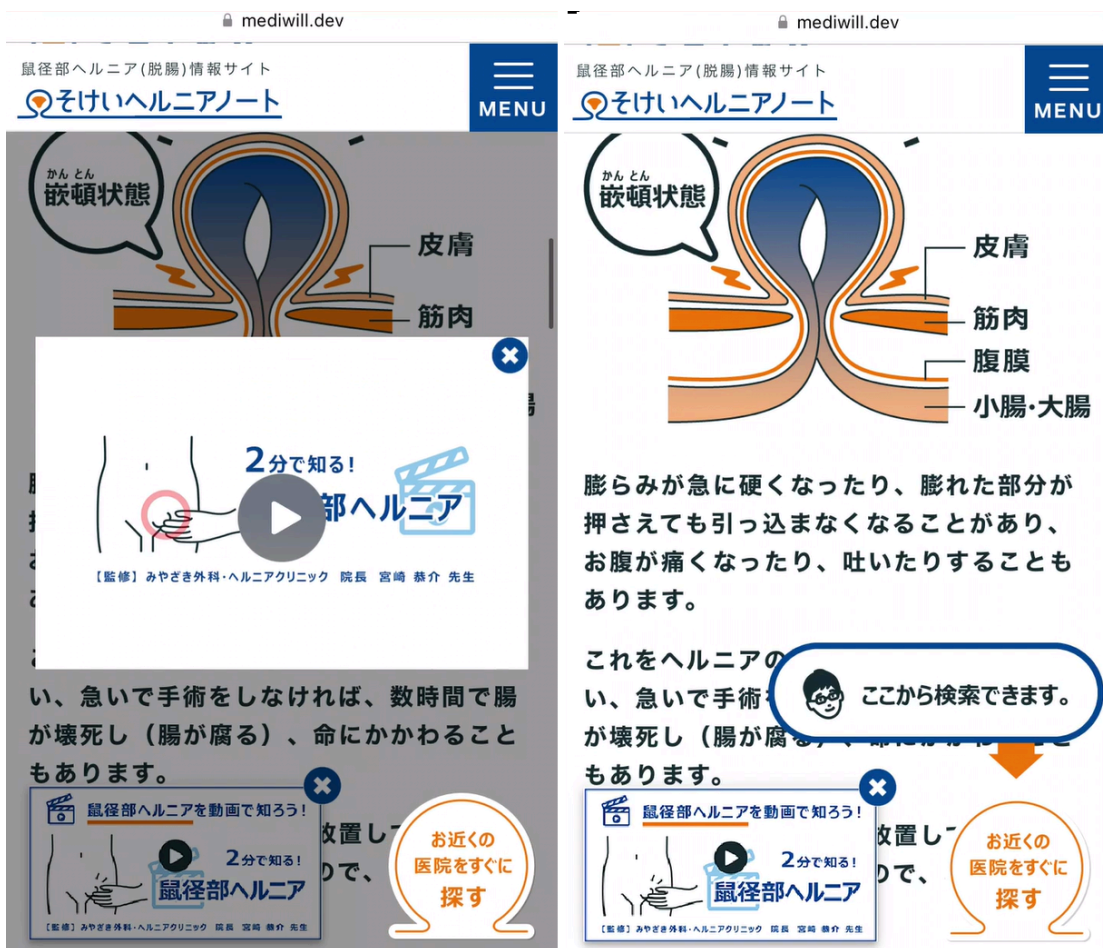 mediwill.dev
鼠径部ヘルニア(脱腸)情報サイト
そけいヘルニアノート
MENU
かん とん
嵌頓状態
皮膚
筋肉
2分で知る!
部ヘルニア
【監修】みやざき外科・ヘルニアクリニック 院長 宮崎 恭介 先生
い、急いで手術をしなければ、数時間で腸
が壊死し（腸が腐る）、命にかかわること
もあります。
鼠径部ヘルニアを動画で知ろう!
2分で知る!
鼠径部ヘルニア
【監修】みやざき外科・ヘルニアクリニック 院長 宮崎 恭介 先生
放置して
ので、
お近くの
医院をすぐに
探す
mediwill.dev
鼠径部ヘルニア(脱腸)情報サイト
そけいヘルニアノート
MENU
かん とん
嵌頓状態
皮膚
筋肉
腹膜
小腸・大腸
膨らみが急に硬くなったり、膨れた部分が
押さえても引っ込まなくなることがあり、
お腹が痛くなったり、吐いたりすることも
あります。
これをヘルニアの
ここから検索できます。
い、急いで手術
が壊死し（腸が腐る）、命にかかわること
もあります。
鼠径部ヘルニアを動画で知ろう!
2分で知る!
鼠径部ヘルニア
【監修】みやざき外科・ヘルニアクリニック 院長 宮崎 恭介 先生
放置して
ので、
お近くの
医院をすぐに
探す